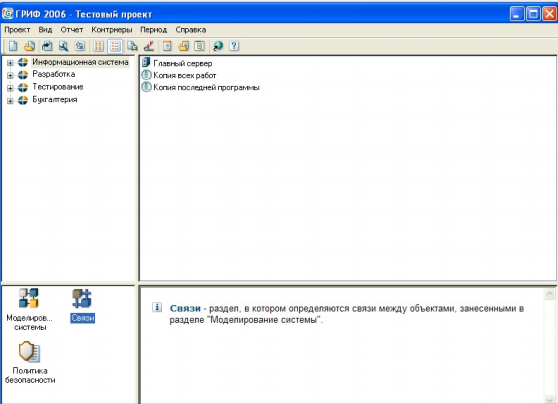 ГРИФ 2006 - Тестовый проект
Проект Вид Отчет Контрмеры Период Справка
Информационная система
Разработка
Тестирование
Бухгалтерия
Главный сервер
Копия всех работ
Копия последней программы
Моделиров...
системы
Связи
Политика
безопасности
Связи - раздел, в котором определяются связи между объектами, занесенными в
разделе "Моделирование системы".